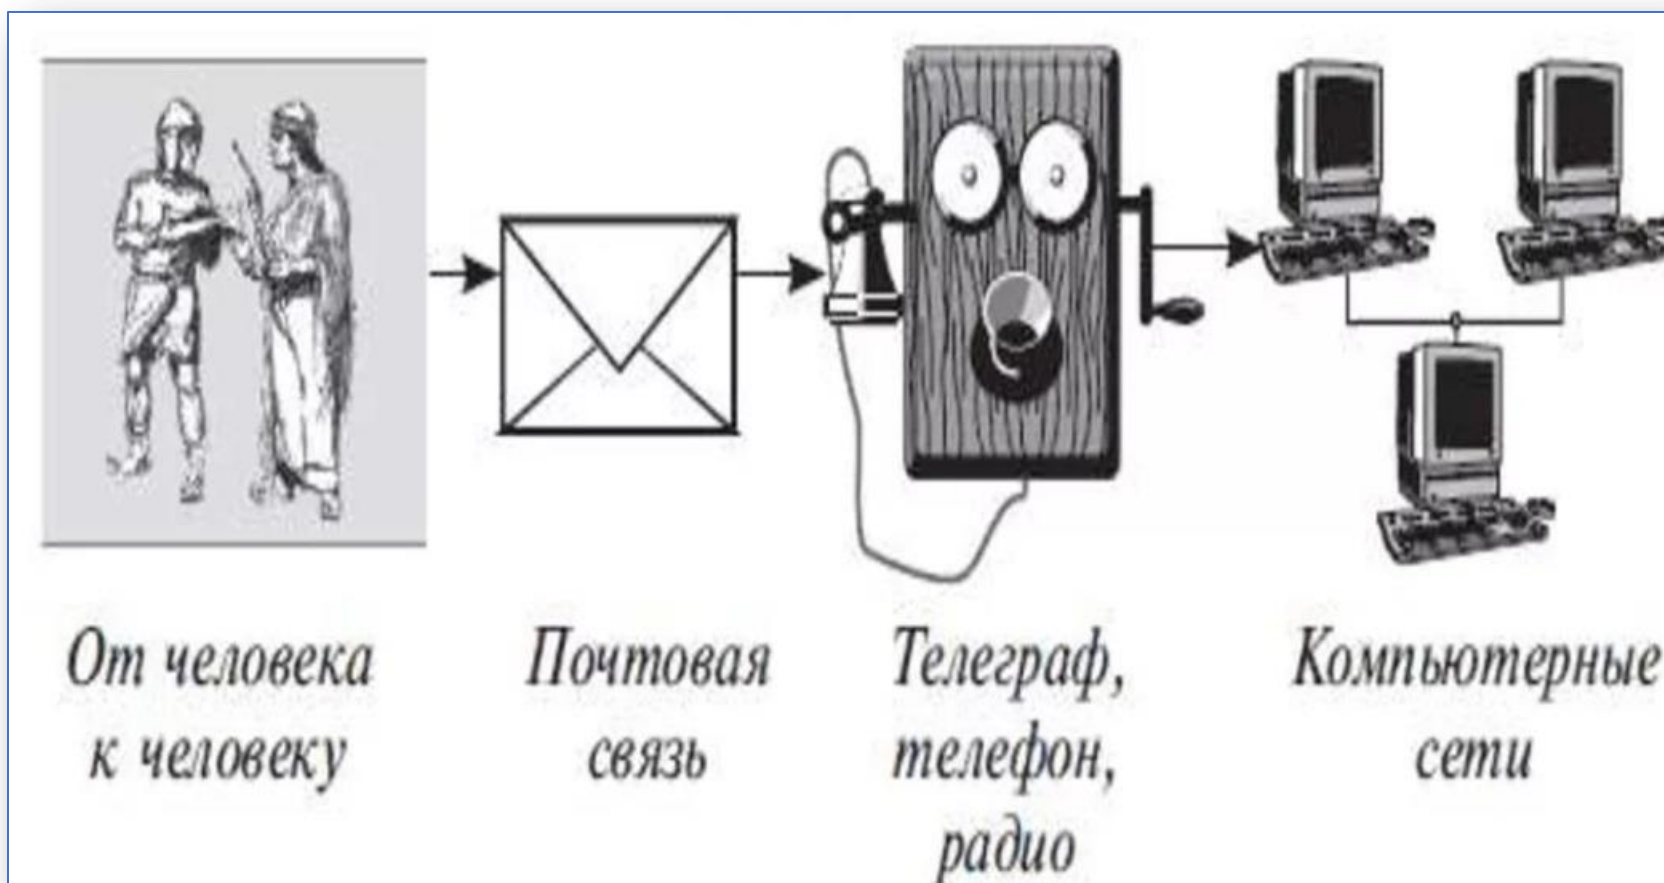 От человека
к человеку
Почтовая
связь
Телеграф,
телефон,
радио
Компьютерные
сети